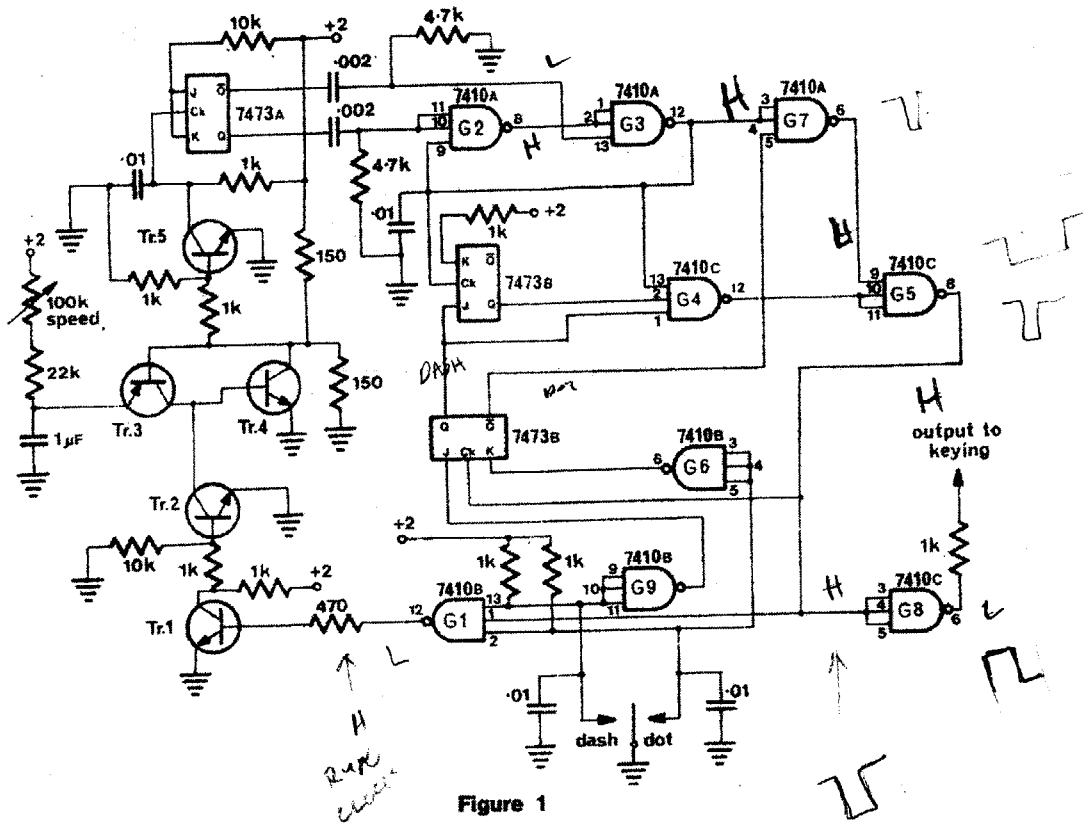 10k
+2
4.7k
.002
J
Q̅
Ck
7473A
K
Q
.002
11
10
9
7410A
G2
8
H
L
1
2
13
7410A
G3
12
H
3
4
5
7410A
G7
6
.01
1k
4.7k
Tr.5
1k
1k
150
.01
1k
+2
K
Q̅
Ck
7473B
J
Q
13
2
1
7410C
G4
12
H
9
10
11
7410C
G5
8
+2
100k
speed
22k
1µF
Tr.3
Tr.4
150
DASH
DOT
Q
Q̅
7473B
J
Ck
K
7410B
6
G6
3
4
5
H
output to
keying
Tr.2
10k
1k
1k
+2
Tr.1
470
+2
1k
1k
7410B
12
G1
13
1
2
7410B
9
10
11
G9
H
7410C
3
4
5
G8
6
1k
L
L
H
RUN
CLOCK
.01
.01
dash
dot
Figure 1